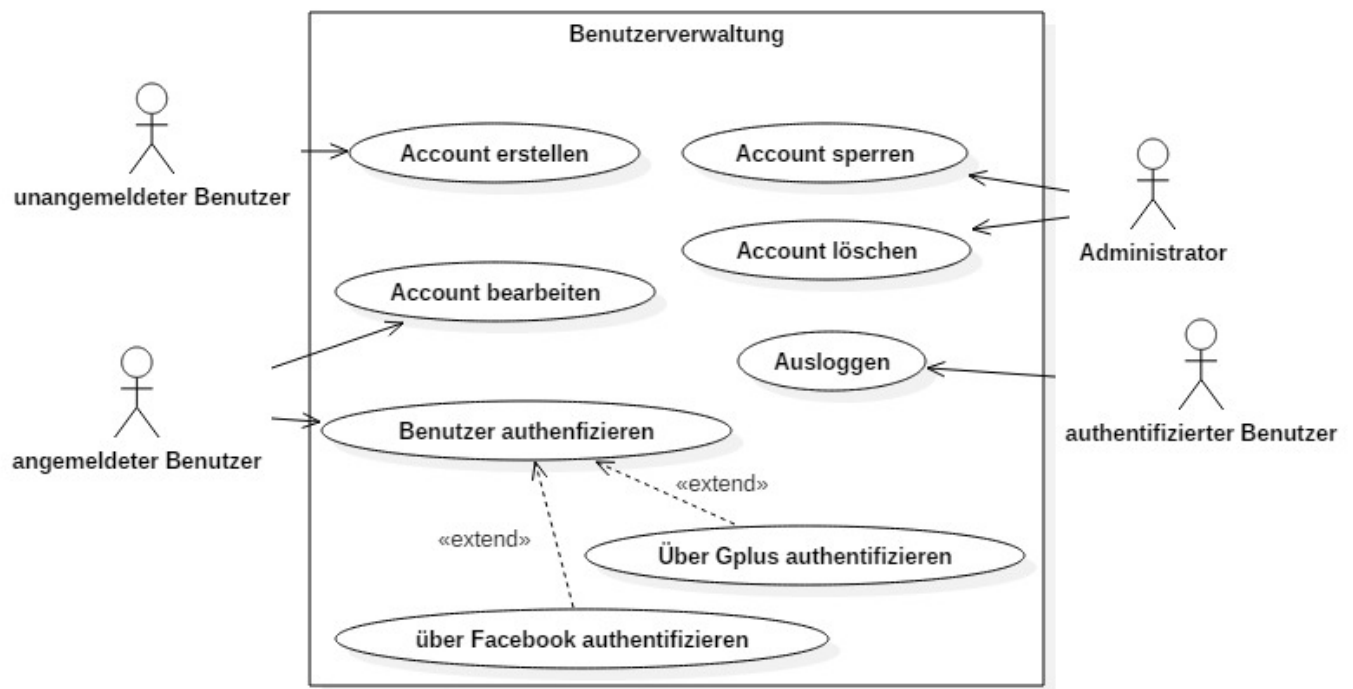 Benutzerverwaltung
unangemeldeter Benutzer
Account erstellen
Account sperren
Administrator
Account löschen
Account bearbeiten
Ausloggen
angemeldeter Benutzer
Benutzer authenfizieren
authentifizierter Benutzer
«extend»
«extend»
Über Gplus authentifizieren
über Facebook authentifizieren